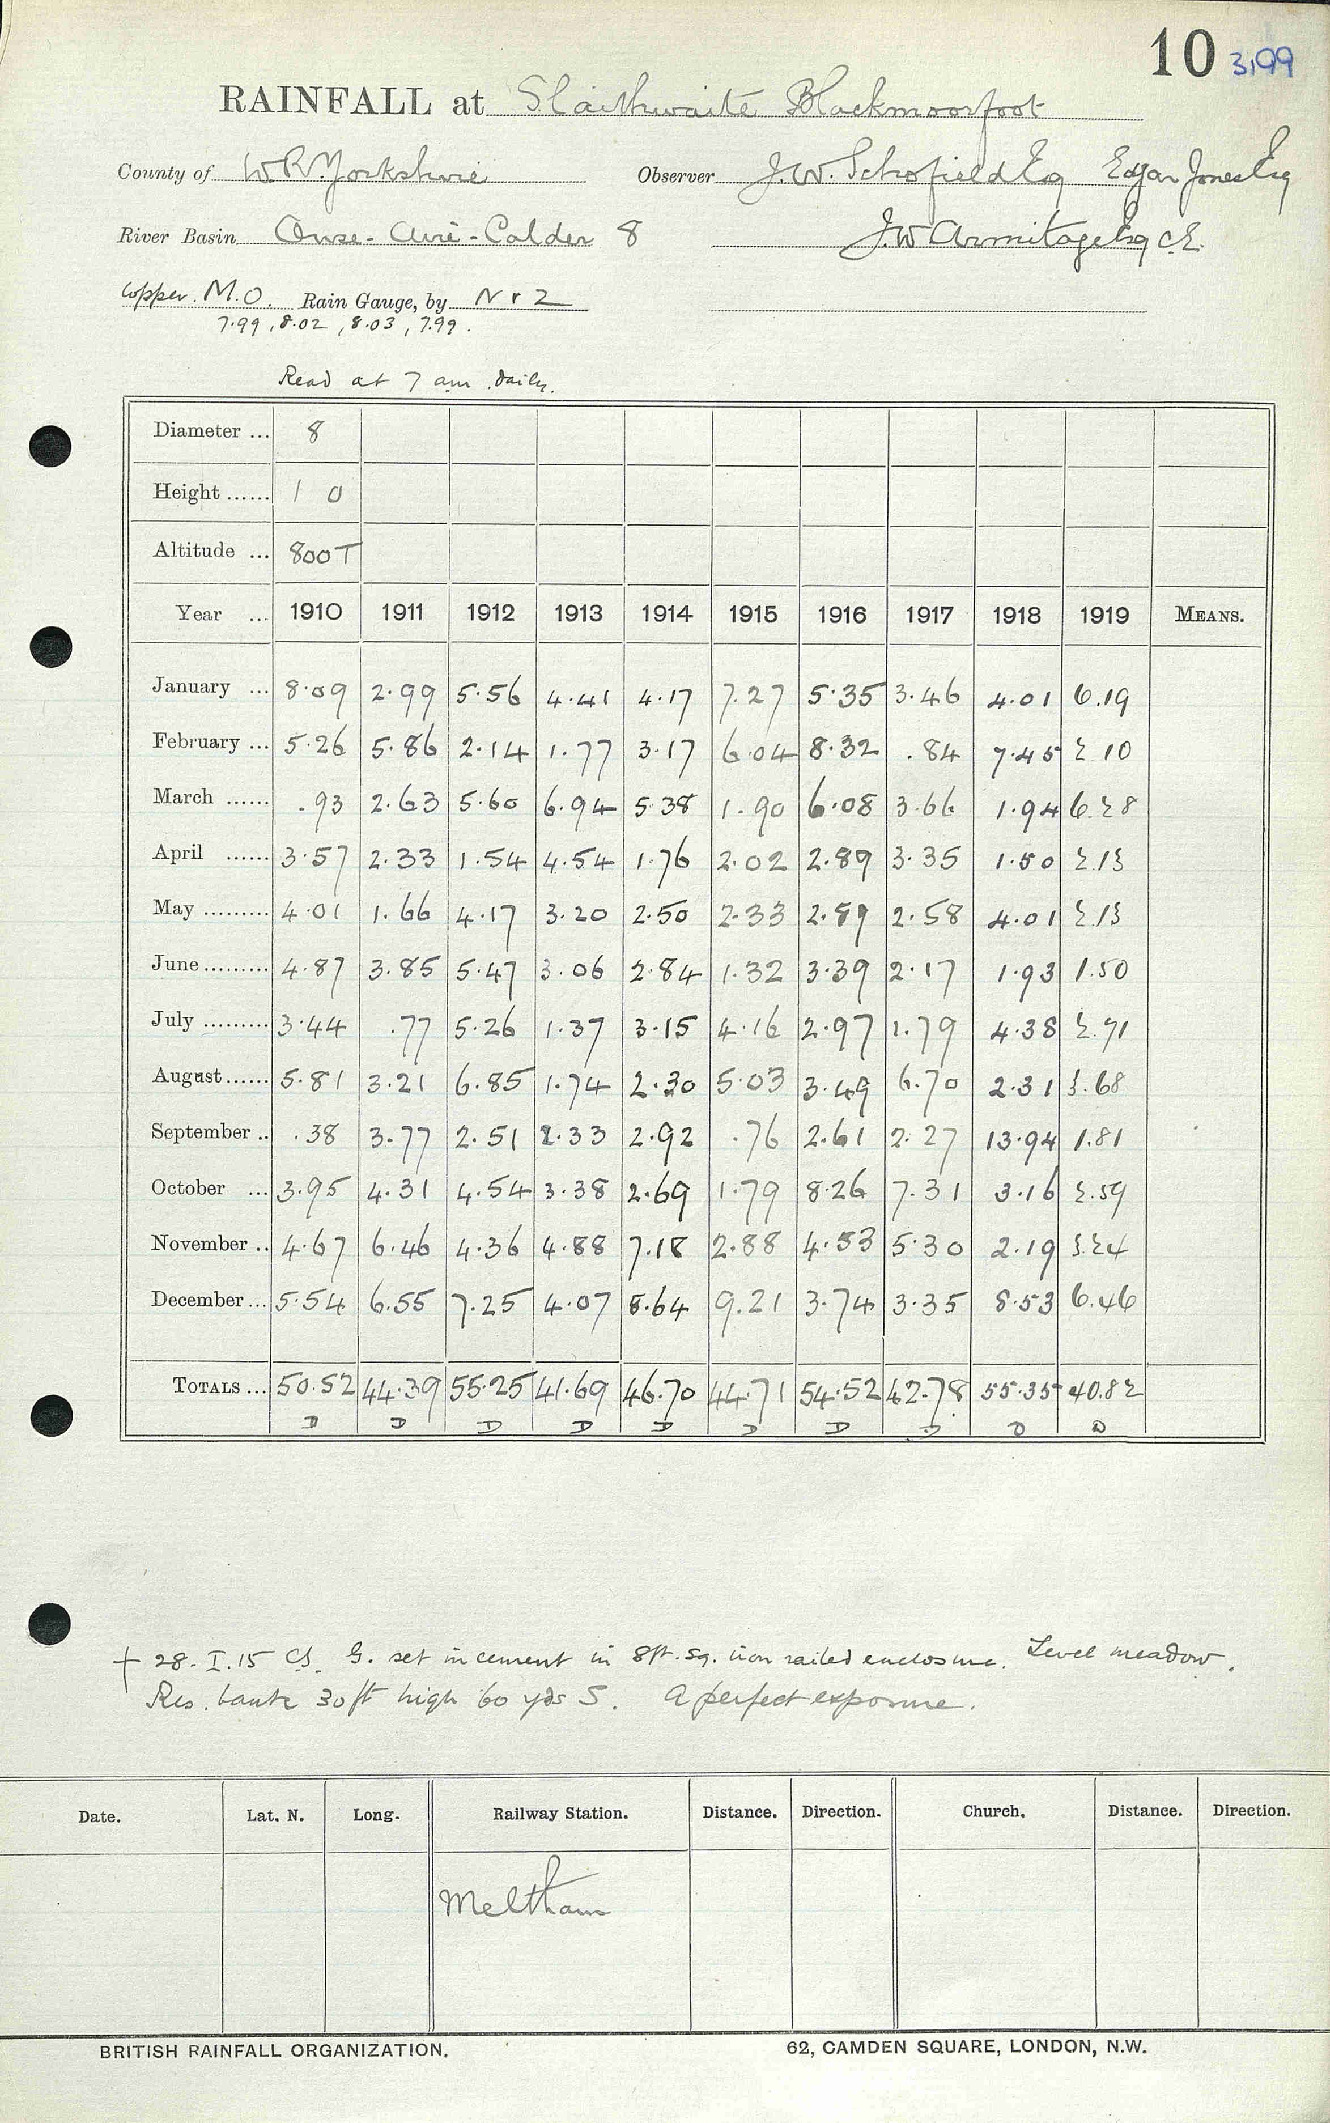 10 3199
RAINFALL at Slaithwaite Blackmoorfoot
County of W.R. Yorkshire Observer J.W. Schofield Esq Edgar Jones Esq
River Basin Ouse - Aire - Calder 8 J.W Armitage Esq C.E.
Copper. M.O. Rain Gauge, by N r 2
7.99, 8.02, 8.03, 7.99.
Read at 7 am daily.
Diameter ... 8
Height ...... 1 0
Altitude ... 800 T
Year ... 1910 1911 1912 1913 1914 1915 1916 1917 1918 1919 MEANS.
January ... 8.09 2.99 5.56 4.41 4.17 7.27 5.35 3.46 4.01 6.19
February ... 5.26 5.86 2.14 1.77 3.17 6.04 8.32 .84 7.45 2.10
March ...... .93 2.63 5.60 6.94 5.38 1.90 6.08 3.66 1.94 6.28
April ...... 3.57 2.33 1.54 4.54 1.76 2.02 2.89 3.35 1.50 2.13
May ......... 4.01 1.66 4.17 3.20 2.50 2.33 2.89 2.58 4.01 2.13
June ......... 4.87 3.85 5.47 3.06 2.84 1.32 3.39 2.17 1.93 1.50
July ......... 3.44 .77 5.26 1.37 3.15 4.16 2.97 1.79 4.38 2.71
August ...... 5.81 3.21 6.85 1.74 2.30 5.03 3.49 6.70 2.31 3.68
September .. .38 3.77 2.51 2.33 2.92 .76 2.61 2.27 13.94 1.81
October ... 3.95 4.31 4.54 3.38 2.69 1.79 8.26 7.31 3.16 2.59
November .. 4.67 6.46 4.36 4.88 7.18 2.88 4.53 5.30 2.19 3.24
December ... 5.54 6.55 7.25 4.07 8.64 9.21 3.74 3.35 8.53 6.46
TOTALS ... 50.52 44.39 55.25 41.69 46.70 44.71 54.52 42.78 55.35 40.82
D D D D D D D D D D
† 28. I. 15 CS. G. set in cement in 8ft. sq. iron railed enclosure. Level meadow.
Res. bank 30 ft high 60 yds S. A perfect exposure.
Date. Lat. N. Long. Railway Station. Distance. Direction. Church. Distance. Direction.
Meltham
BRITISH RAINFALL ORGANIZATION. 62, CAMDEN SQUARE, LONDON, N.W.